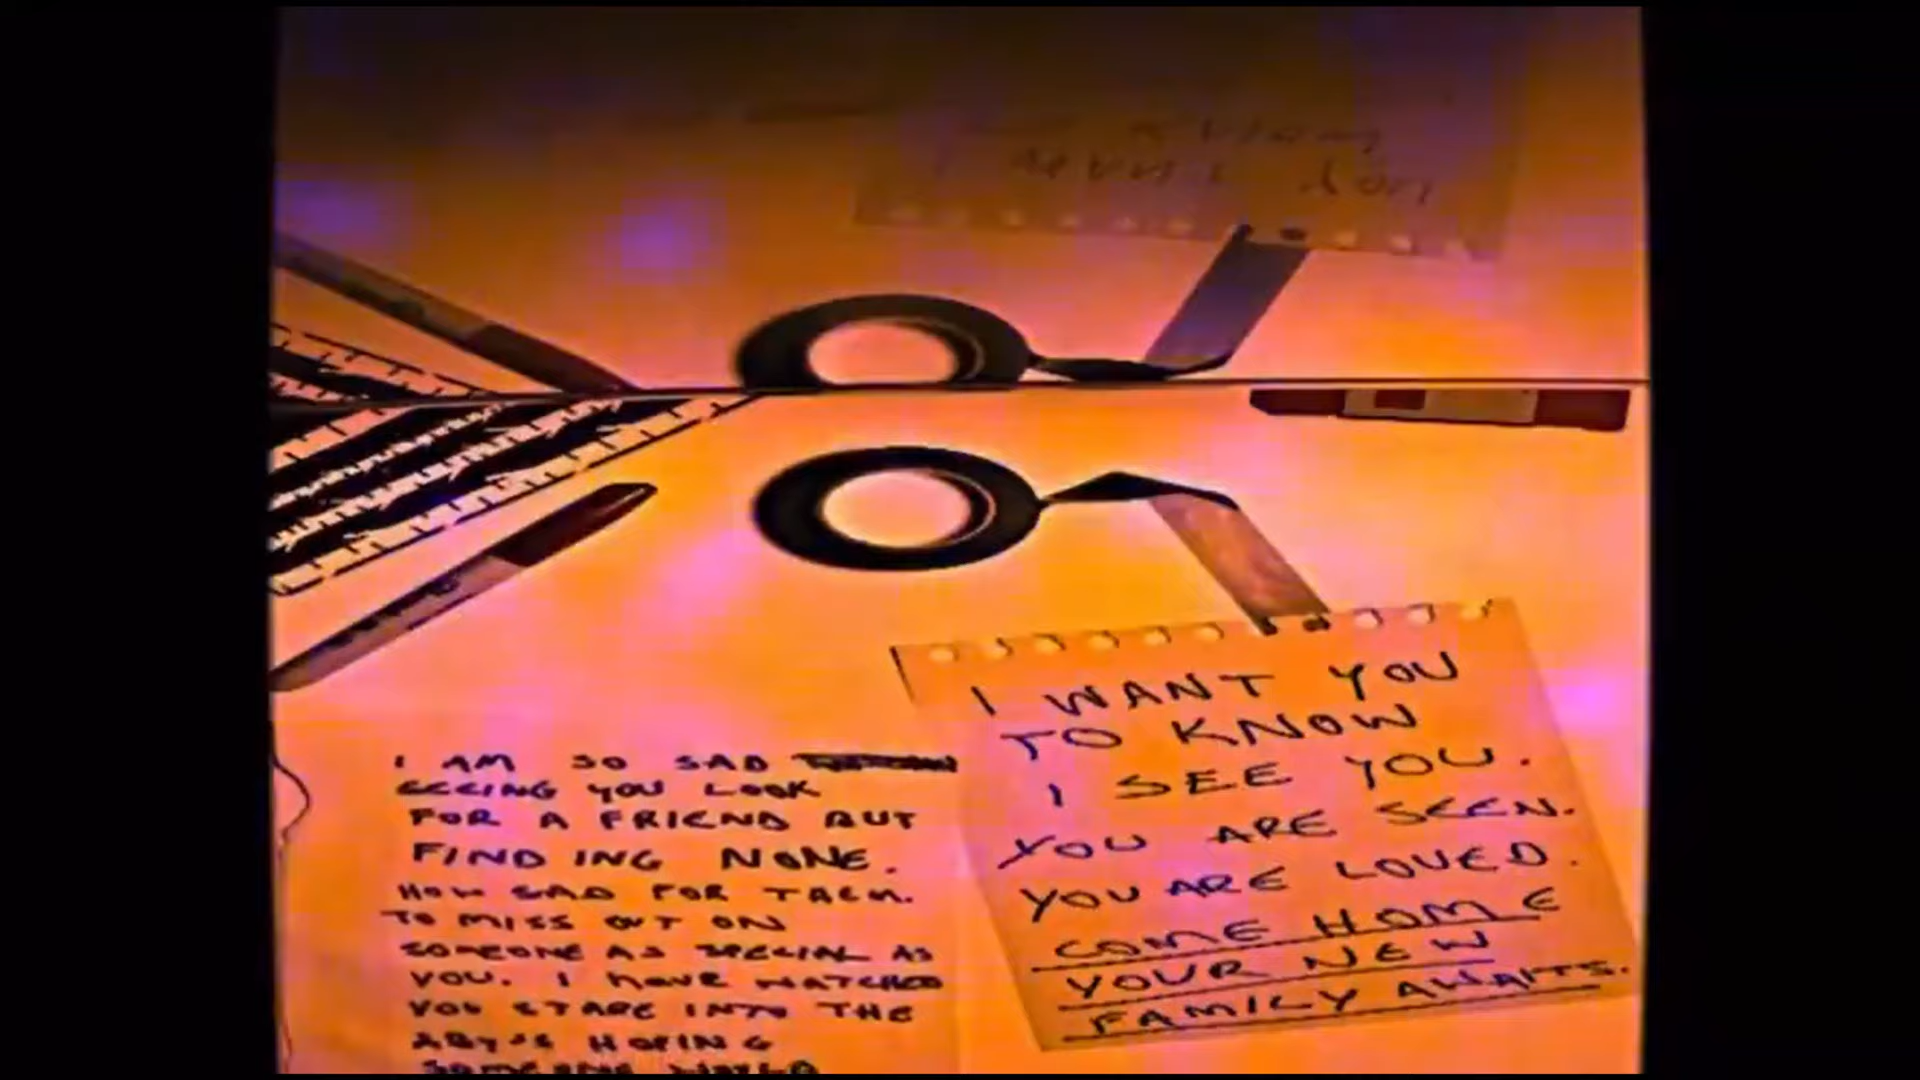 I AM SO SAD
SEEING YOU LOOK
FOR A FRIEND BUT
FINDING NONE.
HOW SAD FOR THEM.
TO MISS OUT ON
SOMEONE AS SPECIAL AS
YOU. I HAVE WATCHED
YOU STARE INTO THE
ABYSS HOPING
SOMEONE WOULD
I WANT YOU
TO KNOW
I SEE YOU.
YOU ARE SEEN.
YOU ARE LOVED.
COME HOME
YOUR NEW
FAMILY AWAITS.